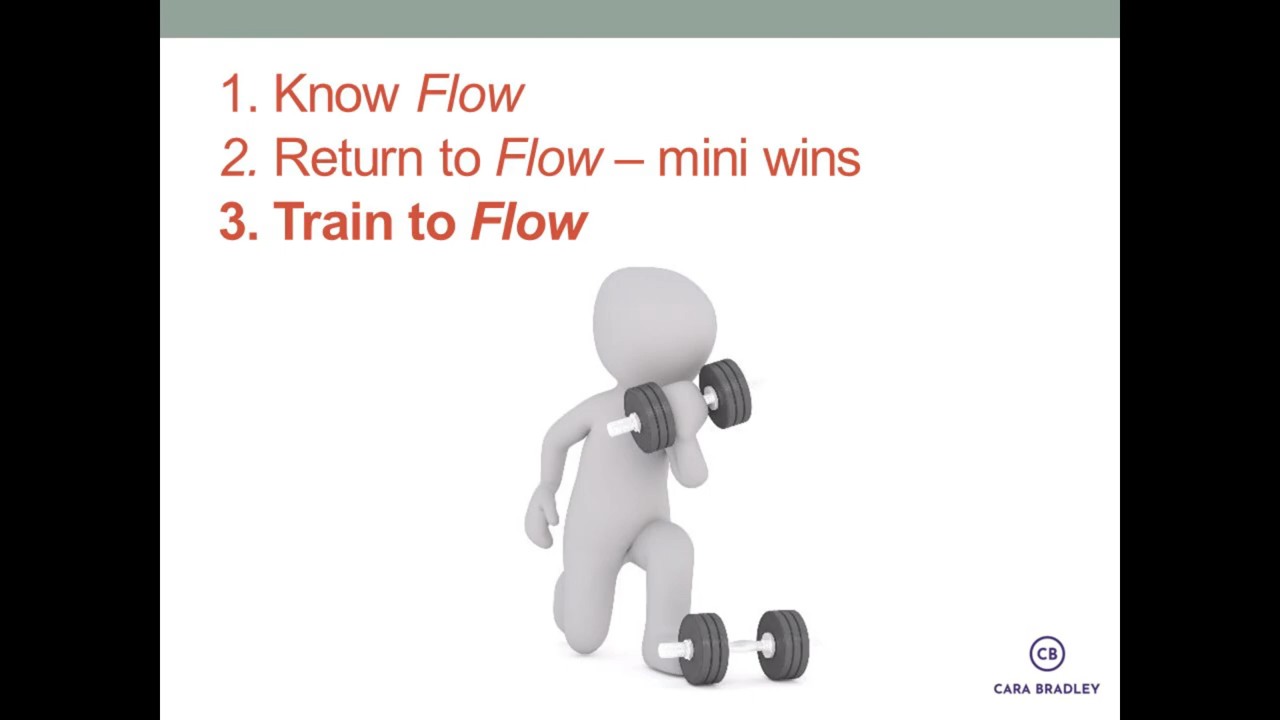 1. Know Flow
2. Return to Flow – mini wins
3. Train to Flow
CB
CARA BRADLEY